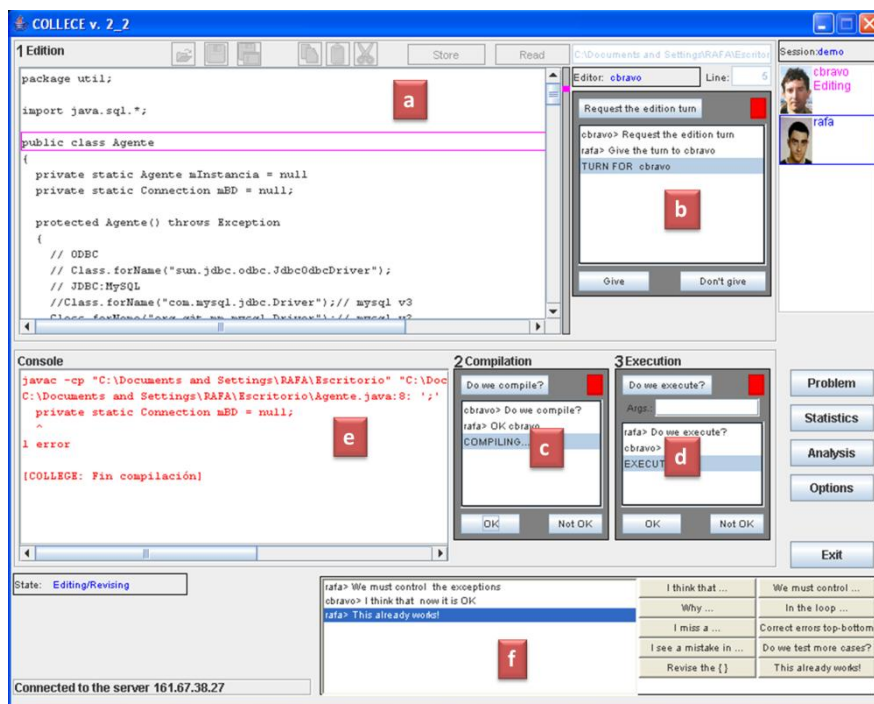 COLLECE v. 2_2
1 Edition
Store
Read
C:\Documents and Settings\RAFA\Escritor
Session:demo
package util;
import java.sql.*;
public class Agente
{
private static Agente mInstancia = null
private static Connection mBD = null;
protected Agente() throws Exception
{
// ODBC
// Class.forName("sun.jdbc.odbc.JdbcOdbcDriver");
// JDBC:MySQL
//Class.forName("com.mysql.jdbc.Driver");// mysql v3
Class.forName("org.git.mm.mysql.Driver");// mysql v2
a
Editor: cbravo
Line: 5
Request the edition turn
cbravo> Request the edition turn
rafa> Give the turn to cbravo
TURN FOR cbravo
b
Give
Don't give
cbravo
Editing
rafa
Console
javac -cp "C:\Documents and Settings\RAFA\Escritorio" "C:\Doc
C:\Documents and Settings\RAFA\Escritorio\Agente.java:8: ';'
private static Connection mBD = null;
^
1 error
[COLLEGE: Fin compilación]
e
2 Compilation
Do we compile?
cbravo> Do we compile?
rafa> OK cbravo
COMPILING...
c
OK
Not OK
3 Execution
Do we execute?
Args.:
rafa> Do we execute?
cbravo>
EXECUT
d
OK
Not OK
Problem
Statistics
Analysis
Options
Exit
State: Editing/Revising
Connected to the server 161.67.38.27
rafa> We must control the exceptions
cbravo> I think that now it is OK
rafa> This already works!
f
I think that ...
We must control ...
Why ...
In the loop ...
I miss a ...
Correct errors top-bottom
I see a mistake in ...
Do we test more cases?
Revise the {}
This already works!